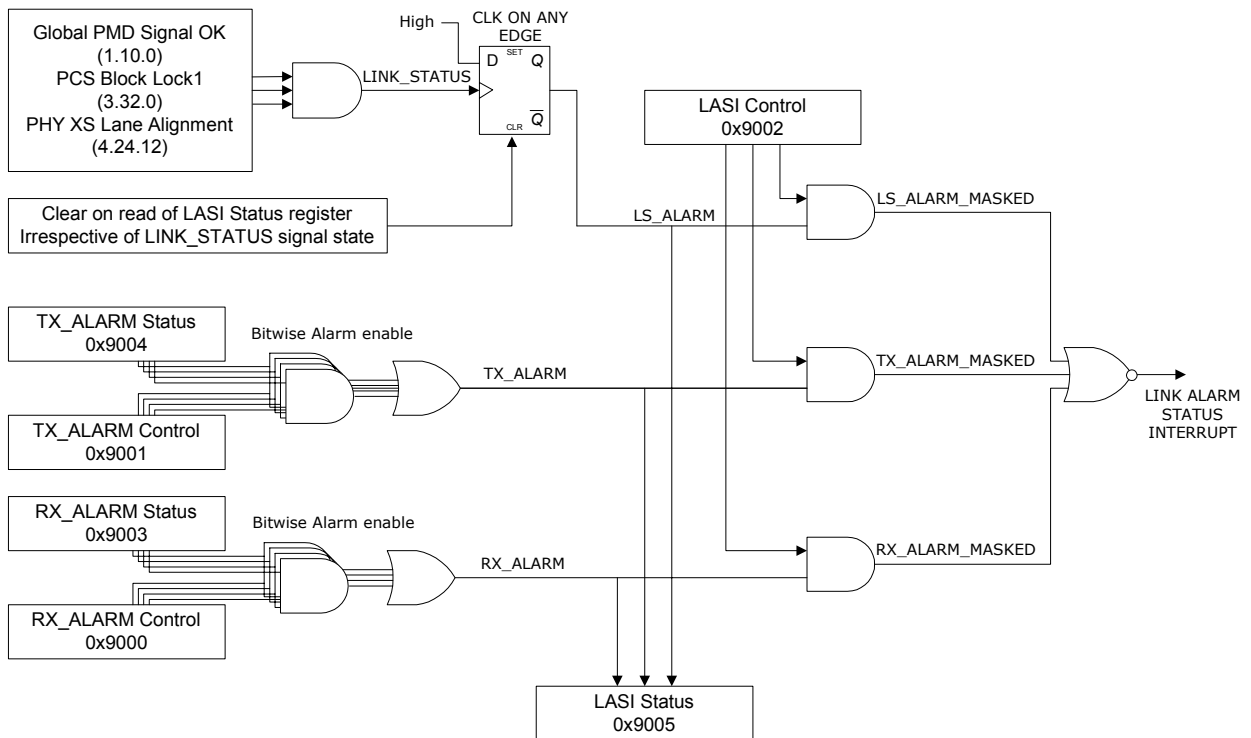 Global PMD Signal OK
(1.10.0)
PCS Block Lock1
(3.32.0)
PHY XS Lane Alignment
(4.24.12)
LINK_STATUS
High
CLK ON ANY
EDGE
SET
D
Q
Q
CLR
LASI Control
0x9002
Clear on read of LASI Status register
Irrespective of LINK_STATUS signal state
LS_ALARM
LS_ALARM_MASKED
TX_ALARM Status
0x9004
Bitwise Alarm enable
TX_ALARM
TX_ALARM_MASKED
TX_ALARM Control
0x9001
LINK ALARM
STATUS
INTERRUPT
RX_ALARM Status
0x9003
Bitwise Alarm enable
RX_ALARM
RX_ALARM_MASKED
RX_ALARM Control
0x9000
LASI Status
0x9005